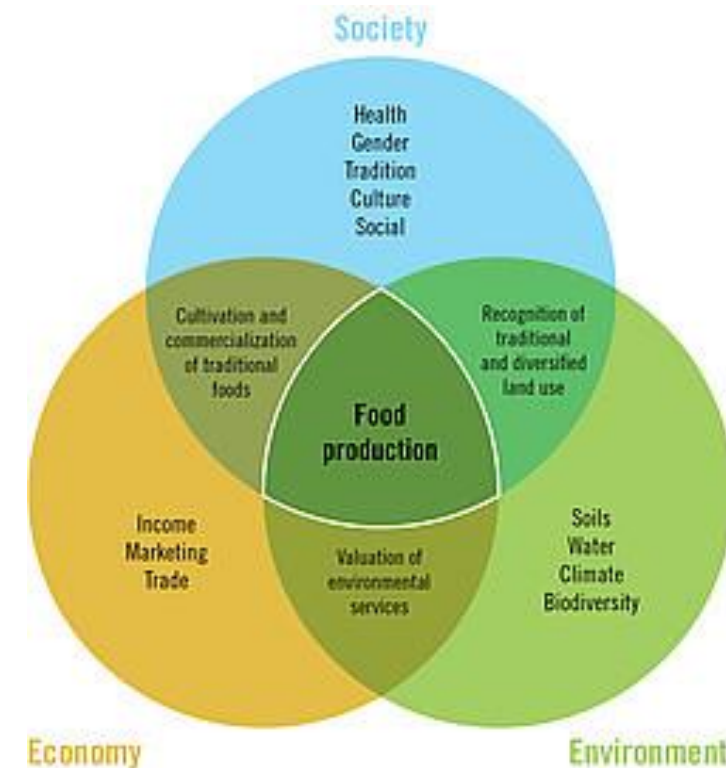 Society
Health
Gender
Tradition
Culture
Social
Cultivation and
commercialization
of traditional
foods
Recognition of
traditional
and diversified
land use
Food
production
Income
Marketing
Trade
Valuation of
environmental
services
Soils
Water
Climate
Biodiversity
Economy
Environment